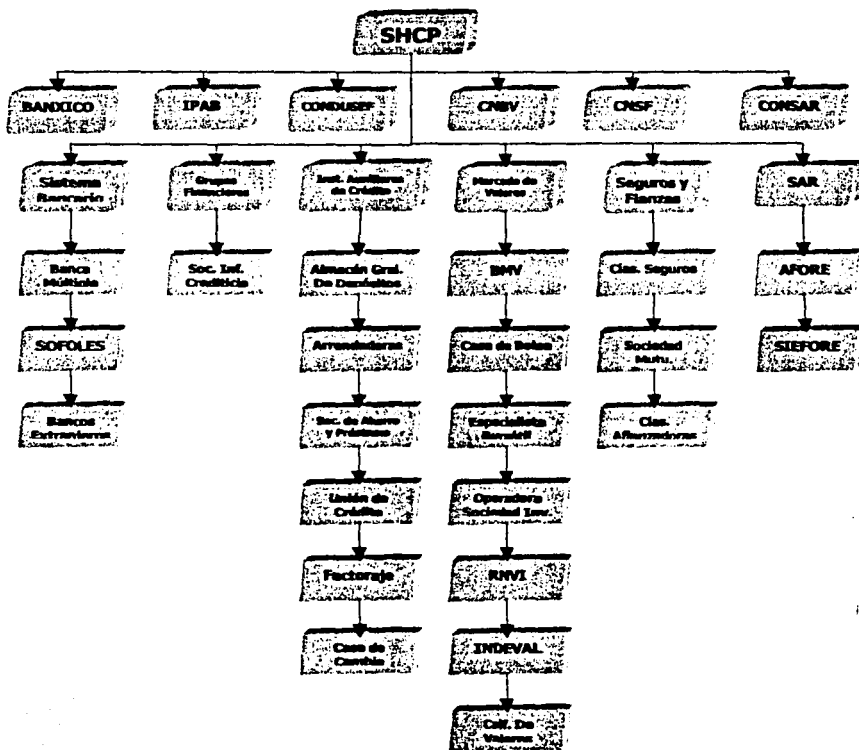 SHCP
BANXICO
IPAB
CONDUSEF
CNBV
CNSF
CONSAR
Sistema
Bancario
Grupos
Financieros
Inst. Auxiliares
de Crédito
Mercado de
Valores
Seguros y
Fianzas
SAR
Banca
Múltiple
Soc. Inf.
Crediticia
Almacén Gral.
De Depósitos
BMV
Cias. Seguros
AFORE
SOFOLES
Arrendadoras
Casa de Bolsa
Sociedad
Mutu.
SIEFORE
Bancos
Extranjeros
Soc. de Ahorro
y Préstamo
Especialista
Bursátil
Cias.
Afianzadoras
Unión de
Crédito
Operadora
Sociedad Inv.
Factoraje
RNVI
Casa de
Cambio
INDEVAL
Calif. De
Valores